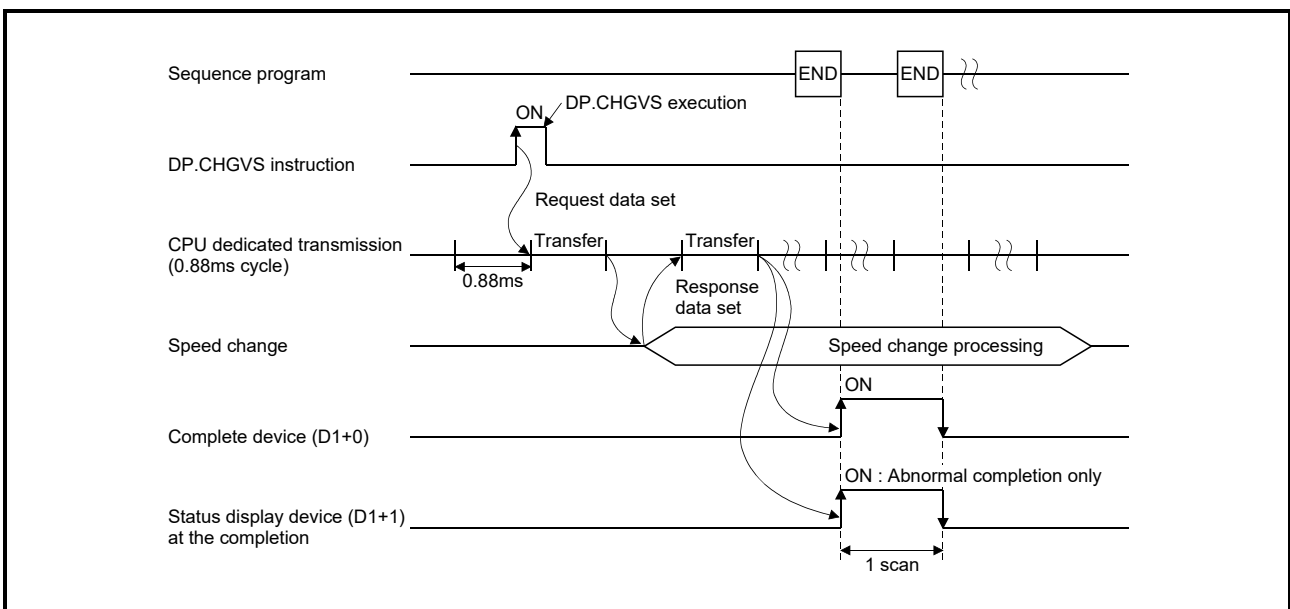 Sequence program
END
END
ON
DP.CHGVS execution
DP.CHGVS instruction
Request data set
CPU dedicated transmission
(0.88ms cycle)
Transfer
Transfer
0.88ms
Response
data set
Speed change
Speed change processing
ON
Complete device (D1+0)
ON : Abnormal completion only
Status display device (D1+1)
at the completion
1 scan